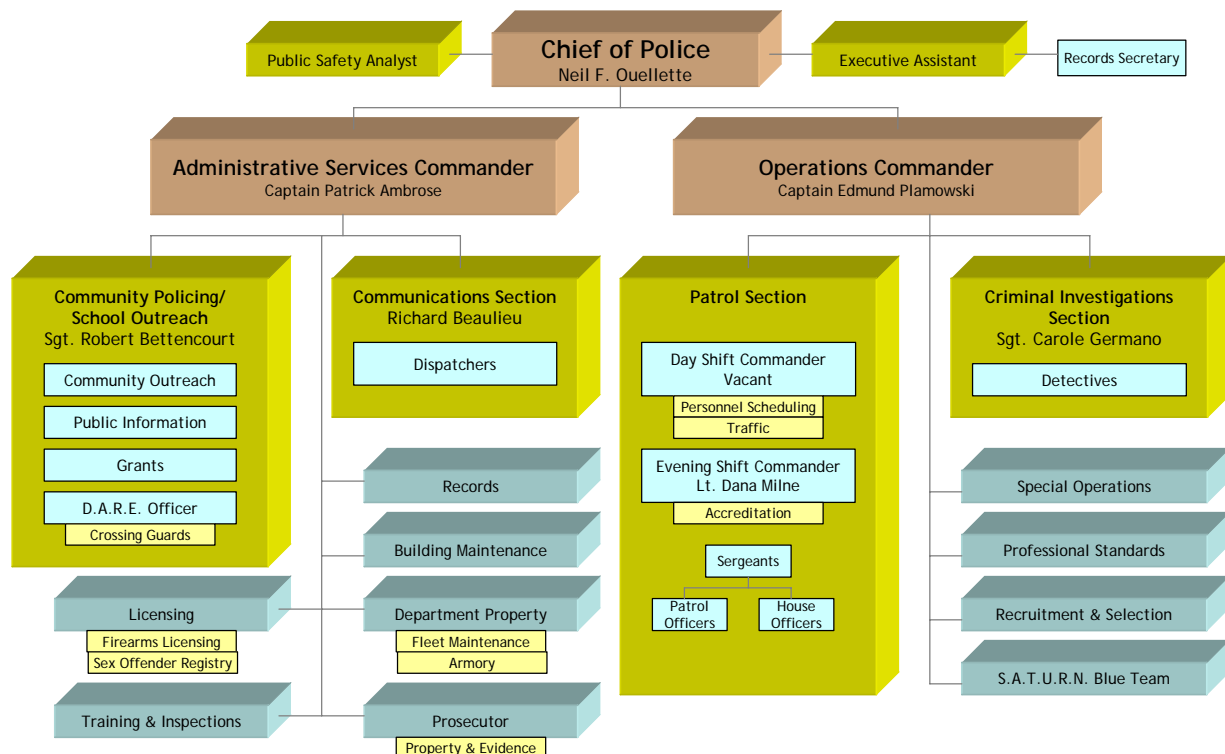 Public Safety Analyst
Chief of Police
Neil F. Ouellette
Executive Assistant
Records Secretary
Administrative Services Commander
Captain Patrick Ambrose
Operations Commander
Captain Edmund Plamowski
Community Policing/
School Outreach
Sgt. Robert Bettencourt
Community Outreach
Public Information
Grants
D.A.R.E. Officer
Crossing Guards
Communications Section
Richard Beaulieu
Dispatchers
Records
Building Maintenance
Licensing
Firearms Licensing
Sex Offender Registry
Department Property
Fleet Maintenance
Armory
Training & Inspections
Prosecutor
Property & Evidence
Patrol Section
Day Shift Commander
Vacant
Personnel Scheduling
Traffic
Evening Shift Commander
Lt. Dana Milne
Accreditation
Sergeants
Patrol
Officers
House
Officers
Criminal Investigations
Section
Sgt. Carole Germano
Detectives
Special Operations
Professional Standards
Recruitment & Selection
S.A.T.U.R.N. Blue Team